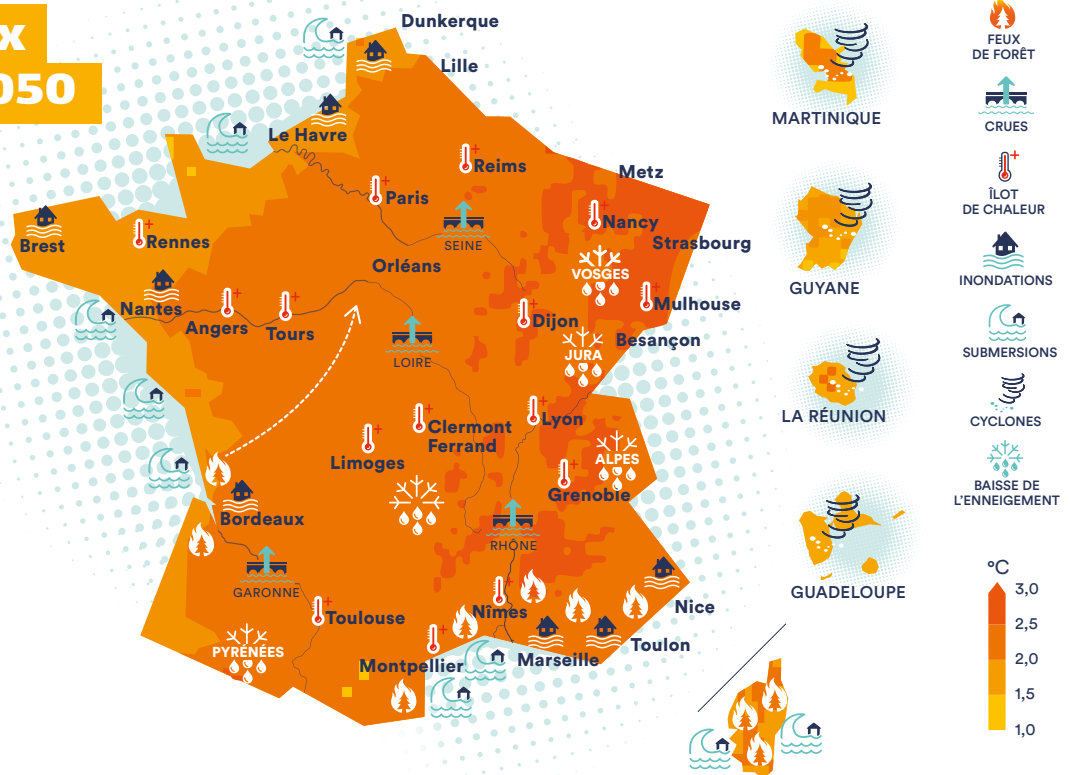 x
050
Dunkerque
Lille
Le Havre
Reims
Metz
Paris
Nancy
Strasbourg
SEINE
Brest
Rennes
Orléans
VOSGES
Nantes
Angers
Tours
Dijon
Mulhouse
Besançon
JURA
LOIRE
Lyon
Clermont
Ferrand
Limoges
ALPES
Grenoble
Bordeaux
RHÔNE
GARONNE
Nîmes
Nice
Toulouse
PYRÉNÉES
Montpellier
Marseille
Toulon
MARTINIQUE
GUYANE
LA RÉUNION
GUADELOUPE
FEUX
DE FORÊT
CRUES
ÎLOT
DE CHALEUR
INONDATIONS
SUBMERSIONS
CYCLONES
BAISSE DE
L'ENNEIGEMENT
°C
3,0
2,5
2,0
1,5
1,0